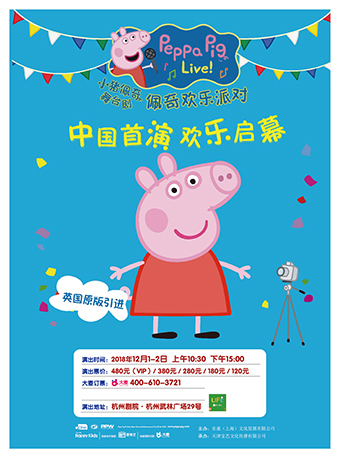 Peppa Pig
Live!
小猪佩奇
舞台剧
佩奇欢乐派对
中国首演 欢乐启幕
英国原版引进
演出时间：2018年12月1-2日 上午10:30 下午15:00
演出票价：480元（VIP）/ 380元 / 280元 / 180元 / 120元
大麦订票： 大麦 400-610-3721
演出地址：杭州剧院·杭州武林广场29号